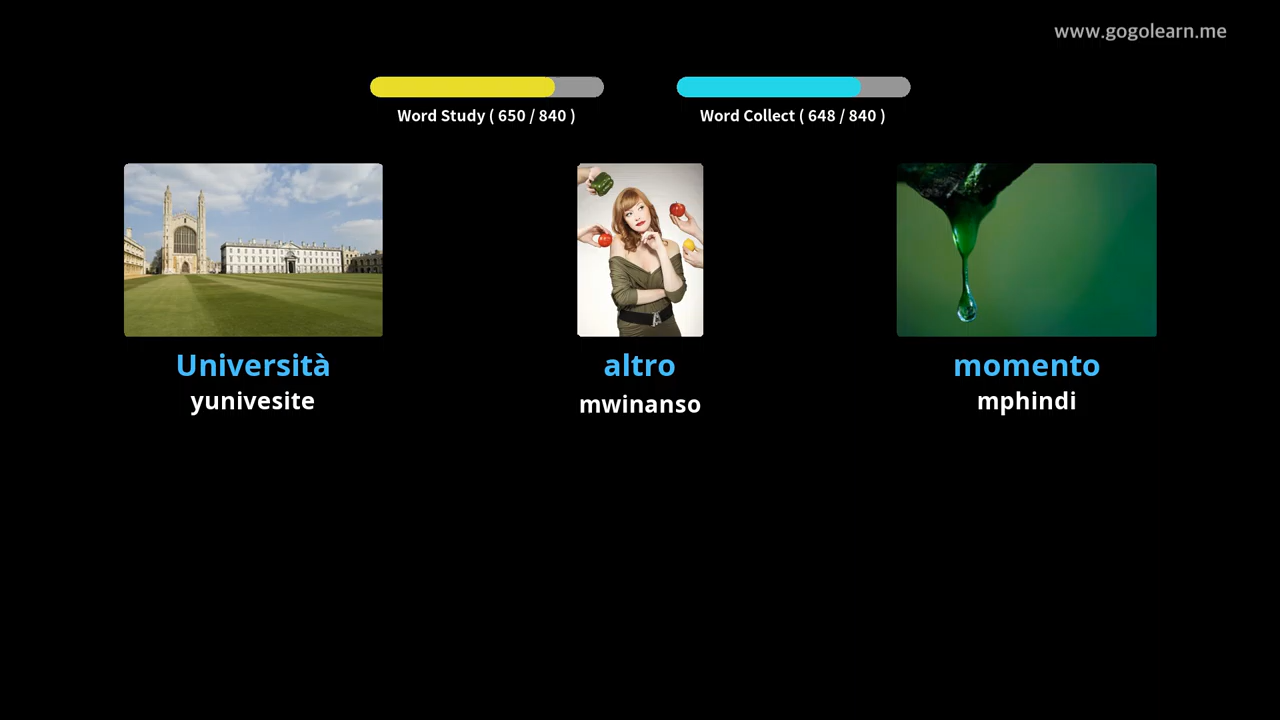 www.gogolearn.me
Word Study ( 650 / 840 )
Word Collect ( 648 / 840 )
Università
yunivesite
altro
mwinanso
momento
mphindi